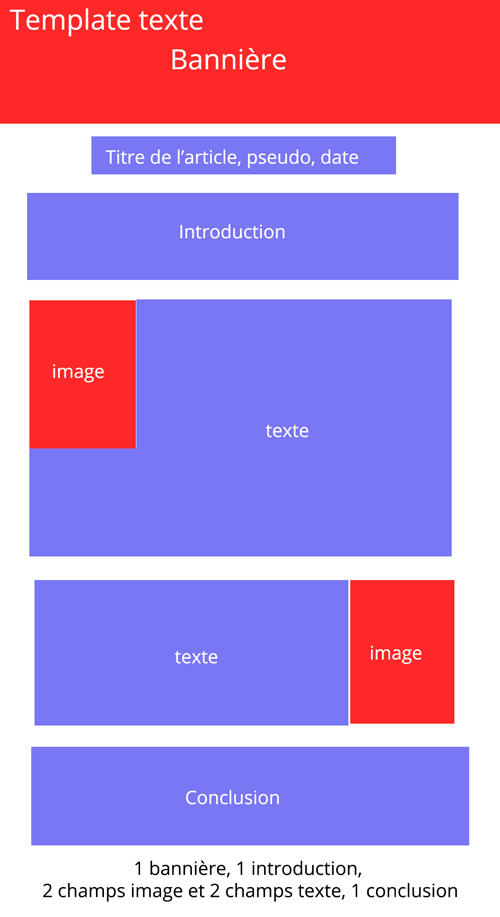 Template texte
Bannière
Titre de l’article, pseudo, date
Introduction
image
texte
texte
image
Conclusion
1 bannière, 1 introduction,
2 champs image et 2 champs texte, 1 conclusion